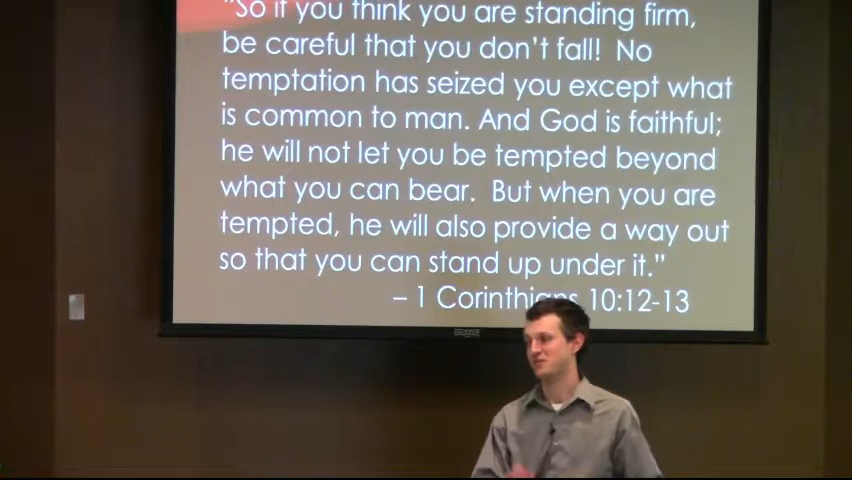 "So if you think you are standing firm,
be careful that you don't fall!  No
temptation has seized you except what
is common to man. And God is faithful;
he will not let you be tempted beyond
what you can bear.  But when you are
tempted, he will also provide a way out
so that you can stand up under it."
– 1 Corinthians 10:12-13